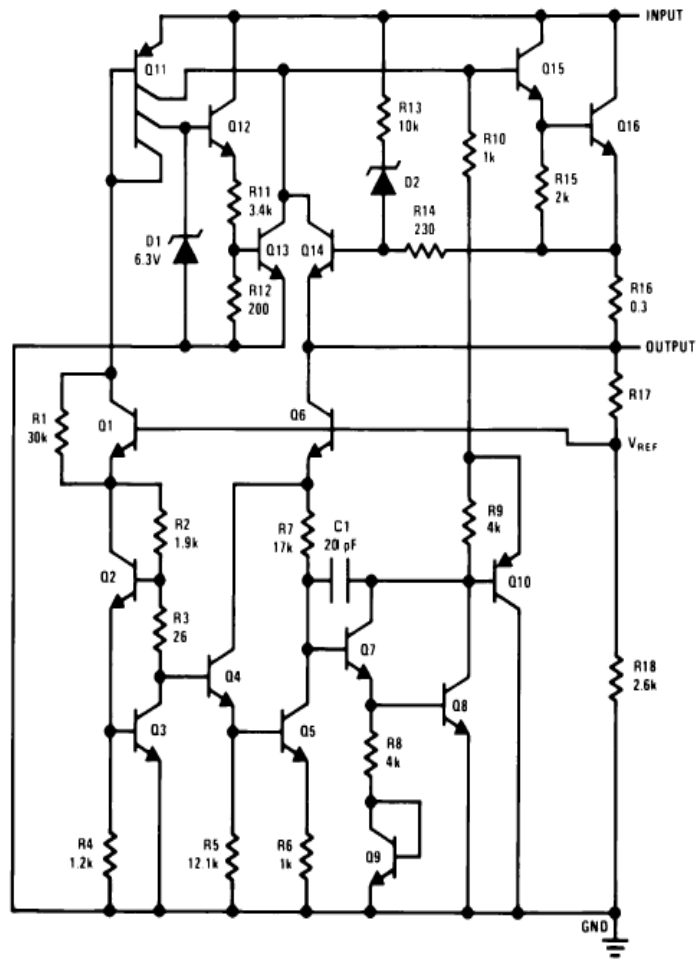 INPUT
Q11
Q12
Q15
Q16
R13
10k
R10
1k
D2
R15
2k
R11
3.4k
R14
230
D1
6.3V
Q13
Q14
R12
200
R16
0.3
OUTPUT
R17
R1
30k
Q1
Q6
VREF
R2
1.9k
R7
17k
C1
20 pF
R9
4k
Q2
Q10
R3
26
Q7
Q4
R18
2.6k
Q3
Q5
Q8
R8
4k
R4
1.2k
R5
12.1k
R6
1k
Q9
GND